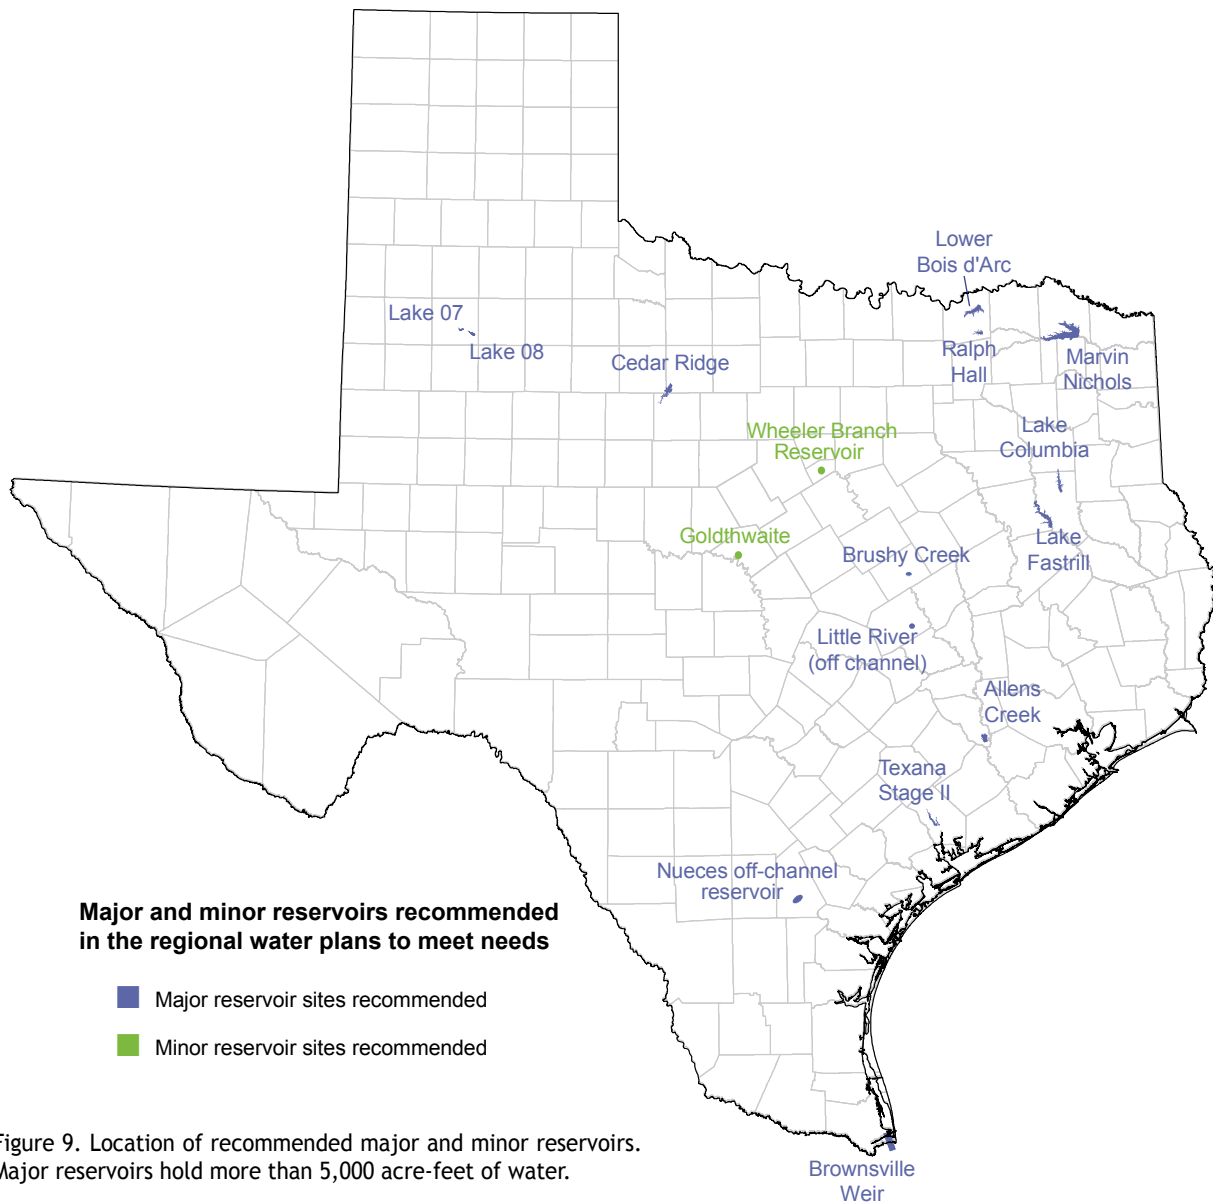 Lower
Bois d'Arc
Lake 07
Lake 08
Cedar Ridge
Ralph
Hall
Marvin
Nichols
Wheeler Branch
Reservoir
Lake
Columbia
Goldthwaite
Brushy Creek
Lake
Fastrill
Little River
(off channel)
Allens
Creek
Texana
Stage II
Nueces off-channel
reservoir
Major and minor reservoirs recommended
in the regional water plans to meet needs
Major reservoir sites recommended
Minor reservoir sites recommended
Figure 9. Location of recommended major and minor reservoirs.
Major reservoirs hold more than 5,000 acre-feet of water.
Brownsville
Weir